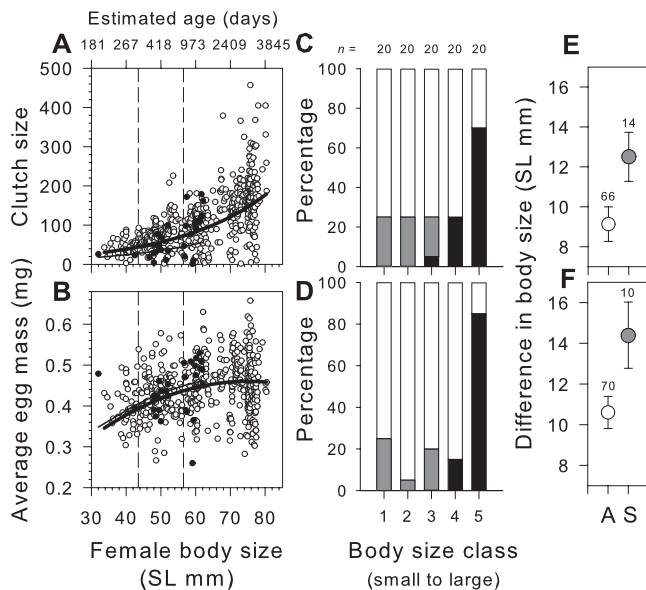 Estimated age (days)
A
181 267 418 973 2409 3845
Clutch size
500
400
300
200
100
0
B
Average egg mass (mg)
0.6
0.5
0.4
0.3
0.2
30 40 50 60 70 80
Female body size
(SL mm)
C
n = 20 20 20 20 20
Percentage
100
80
60
40
20
0
D
Percentage
100
80
60
40
20
0
1 2 3 4 5
Body size class
(small to large)
E
Difference in body size (SL mm)
16
14
12
10
8
14
66
F
16
14
12
10
8
10
70
A S